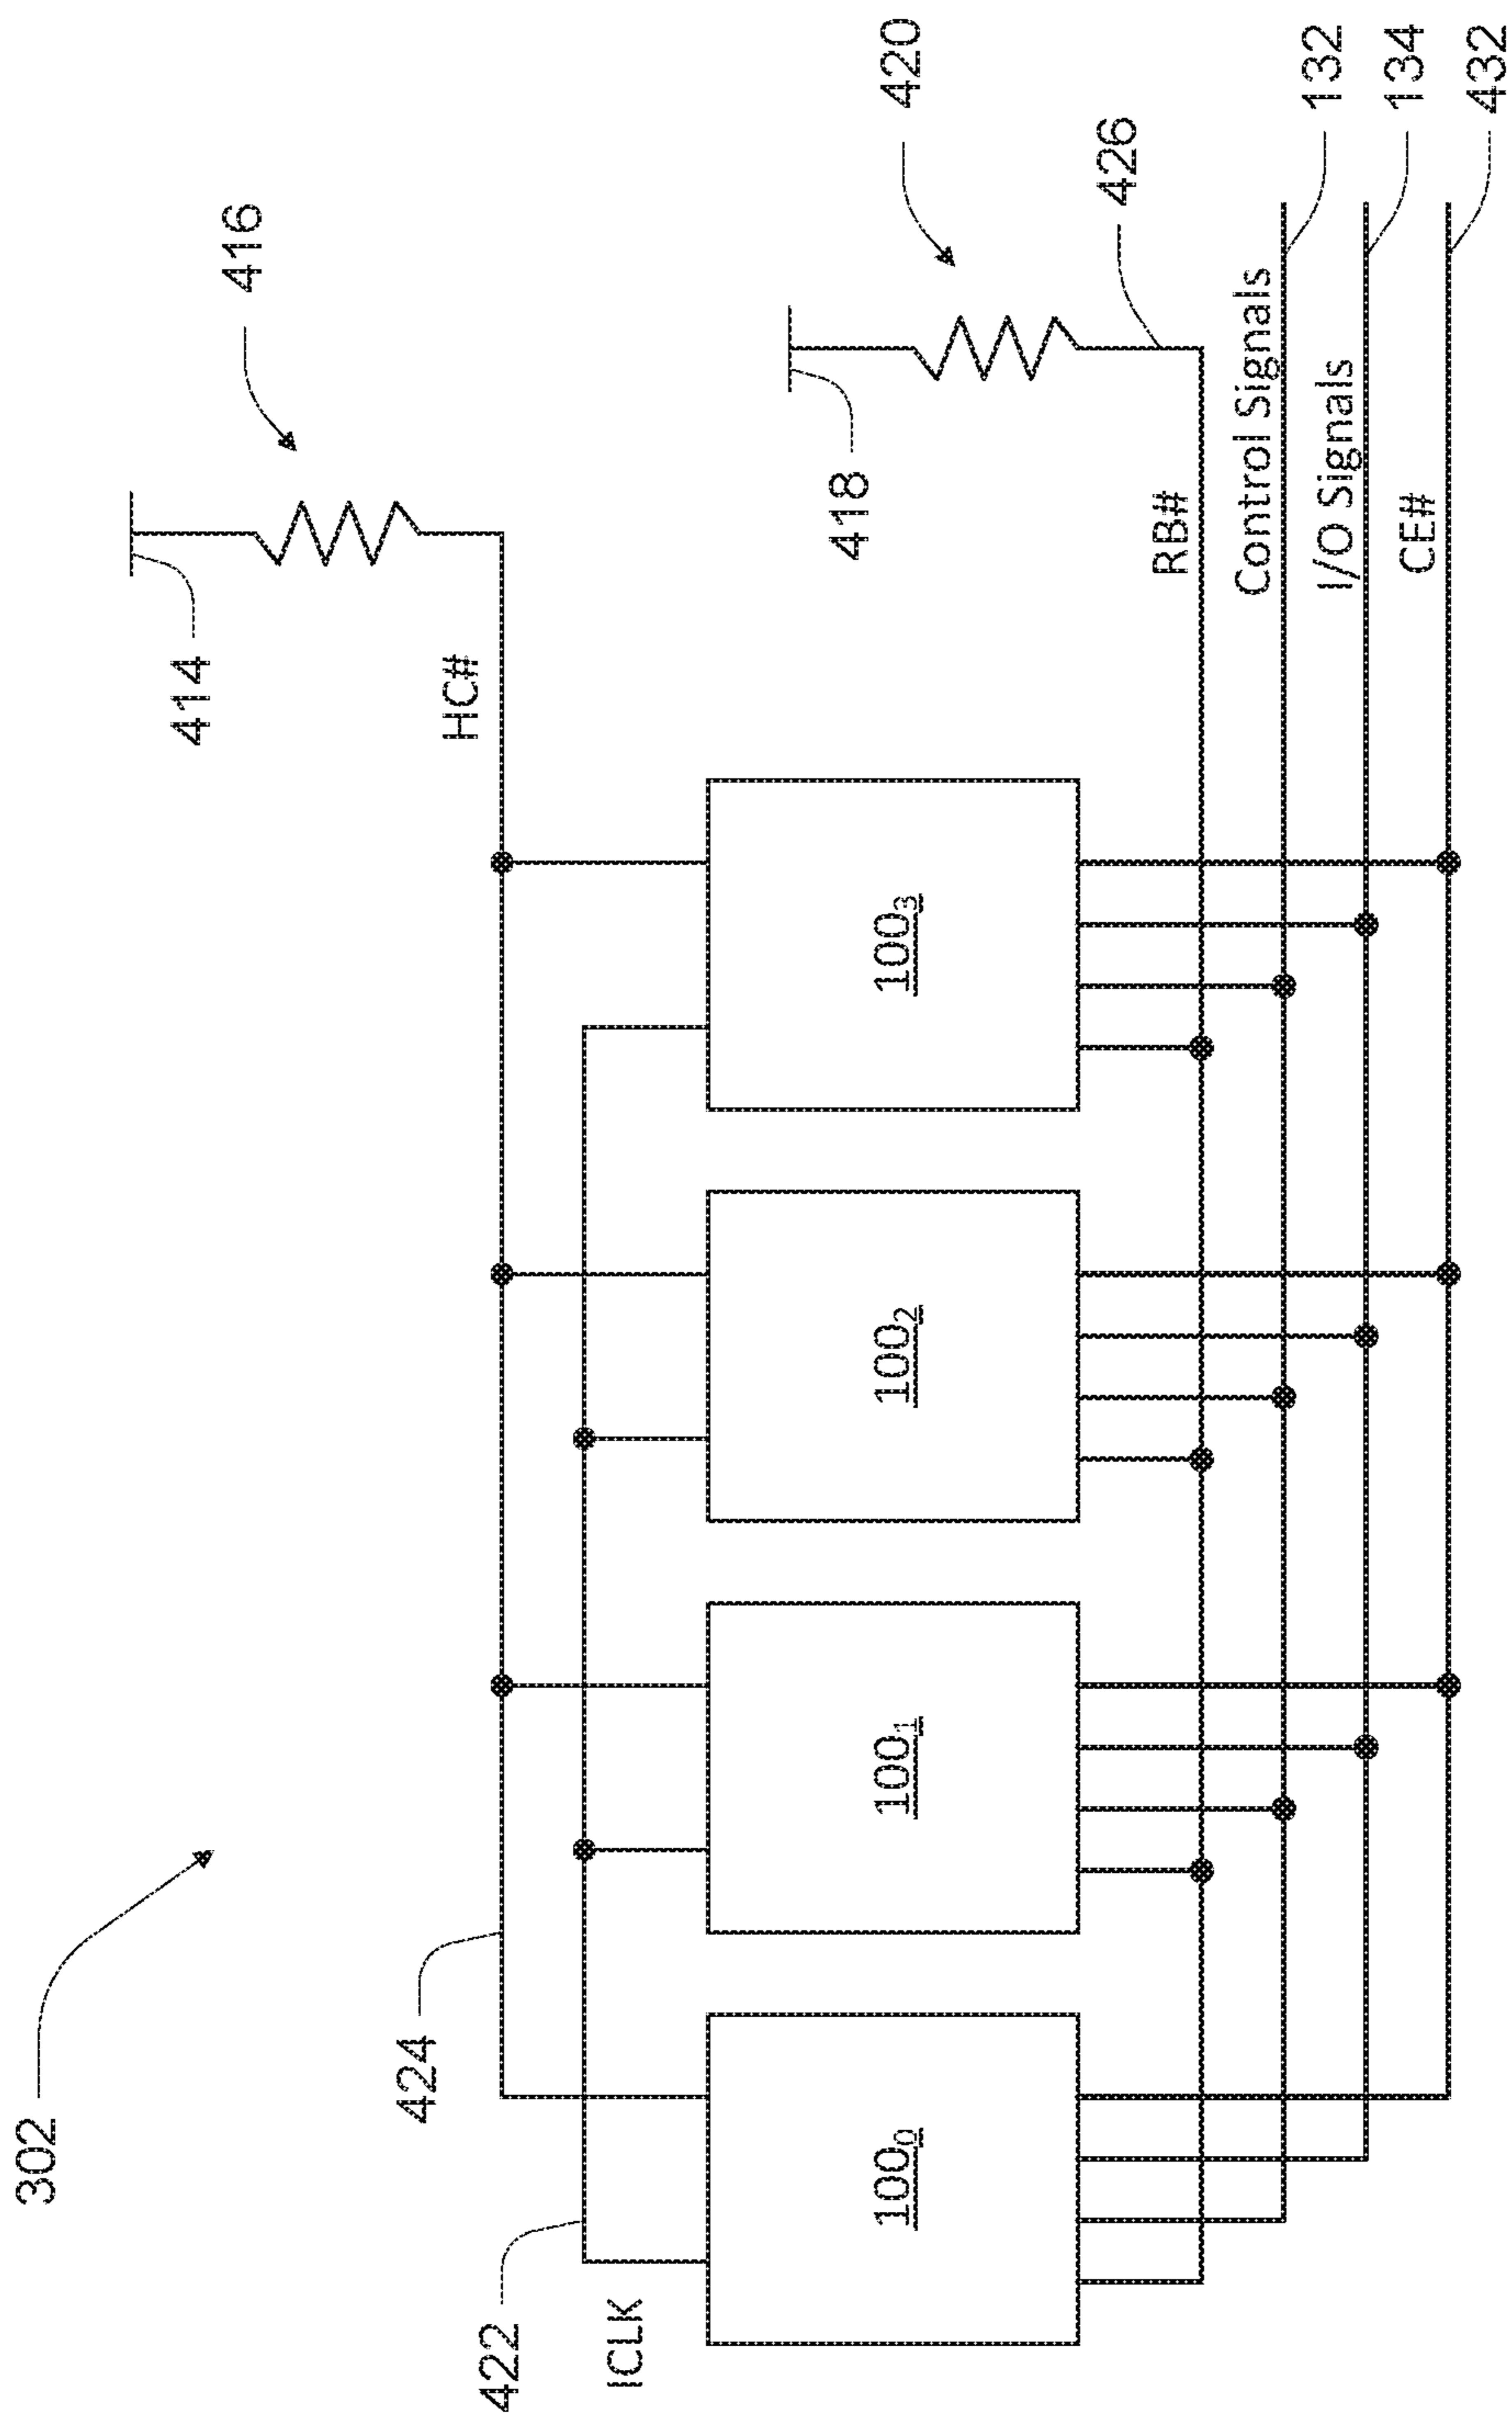 302
414
416
HC#
424
422
ICLK
100₀
100₁
100₂
100₃
418
420
426
RB#
Control Signals
132
I/O Signals
134
CE#
432